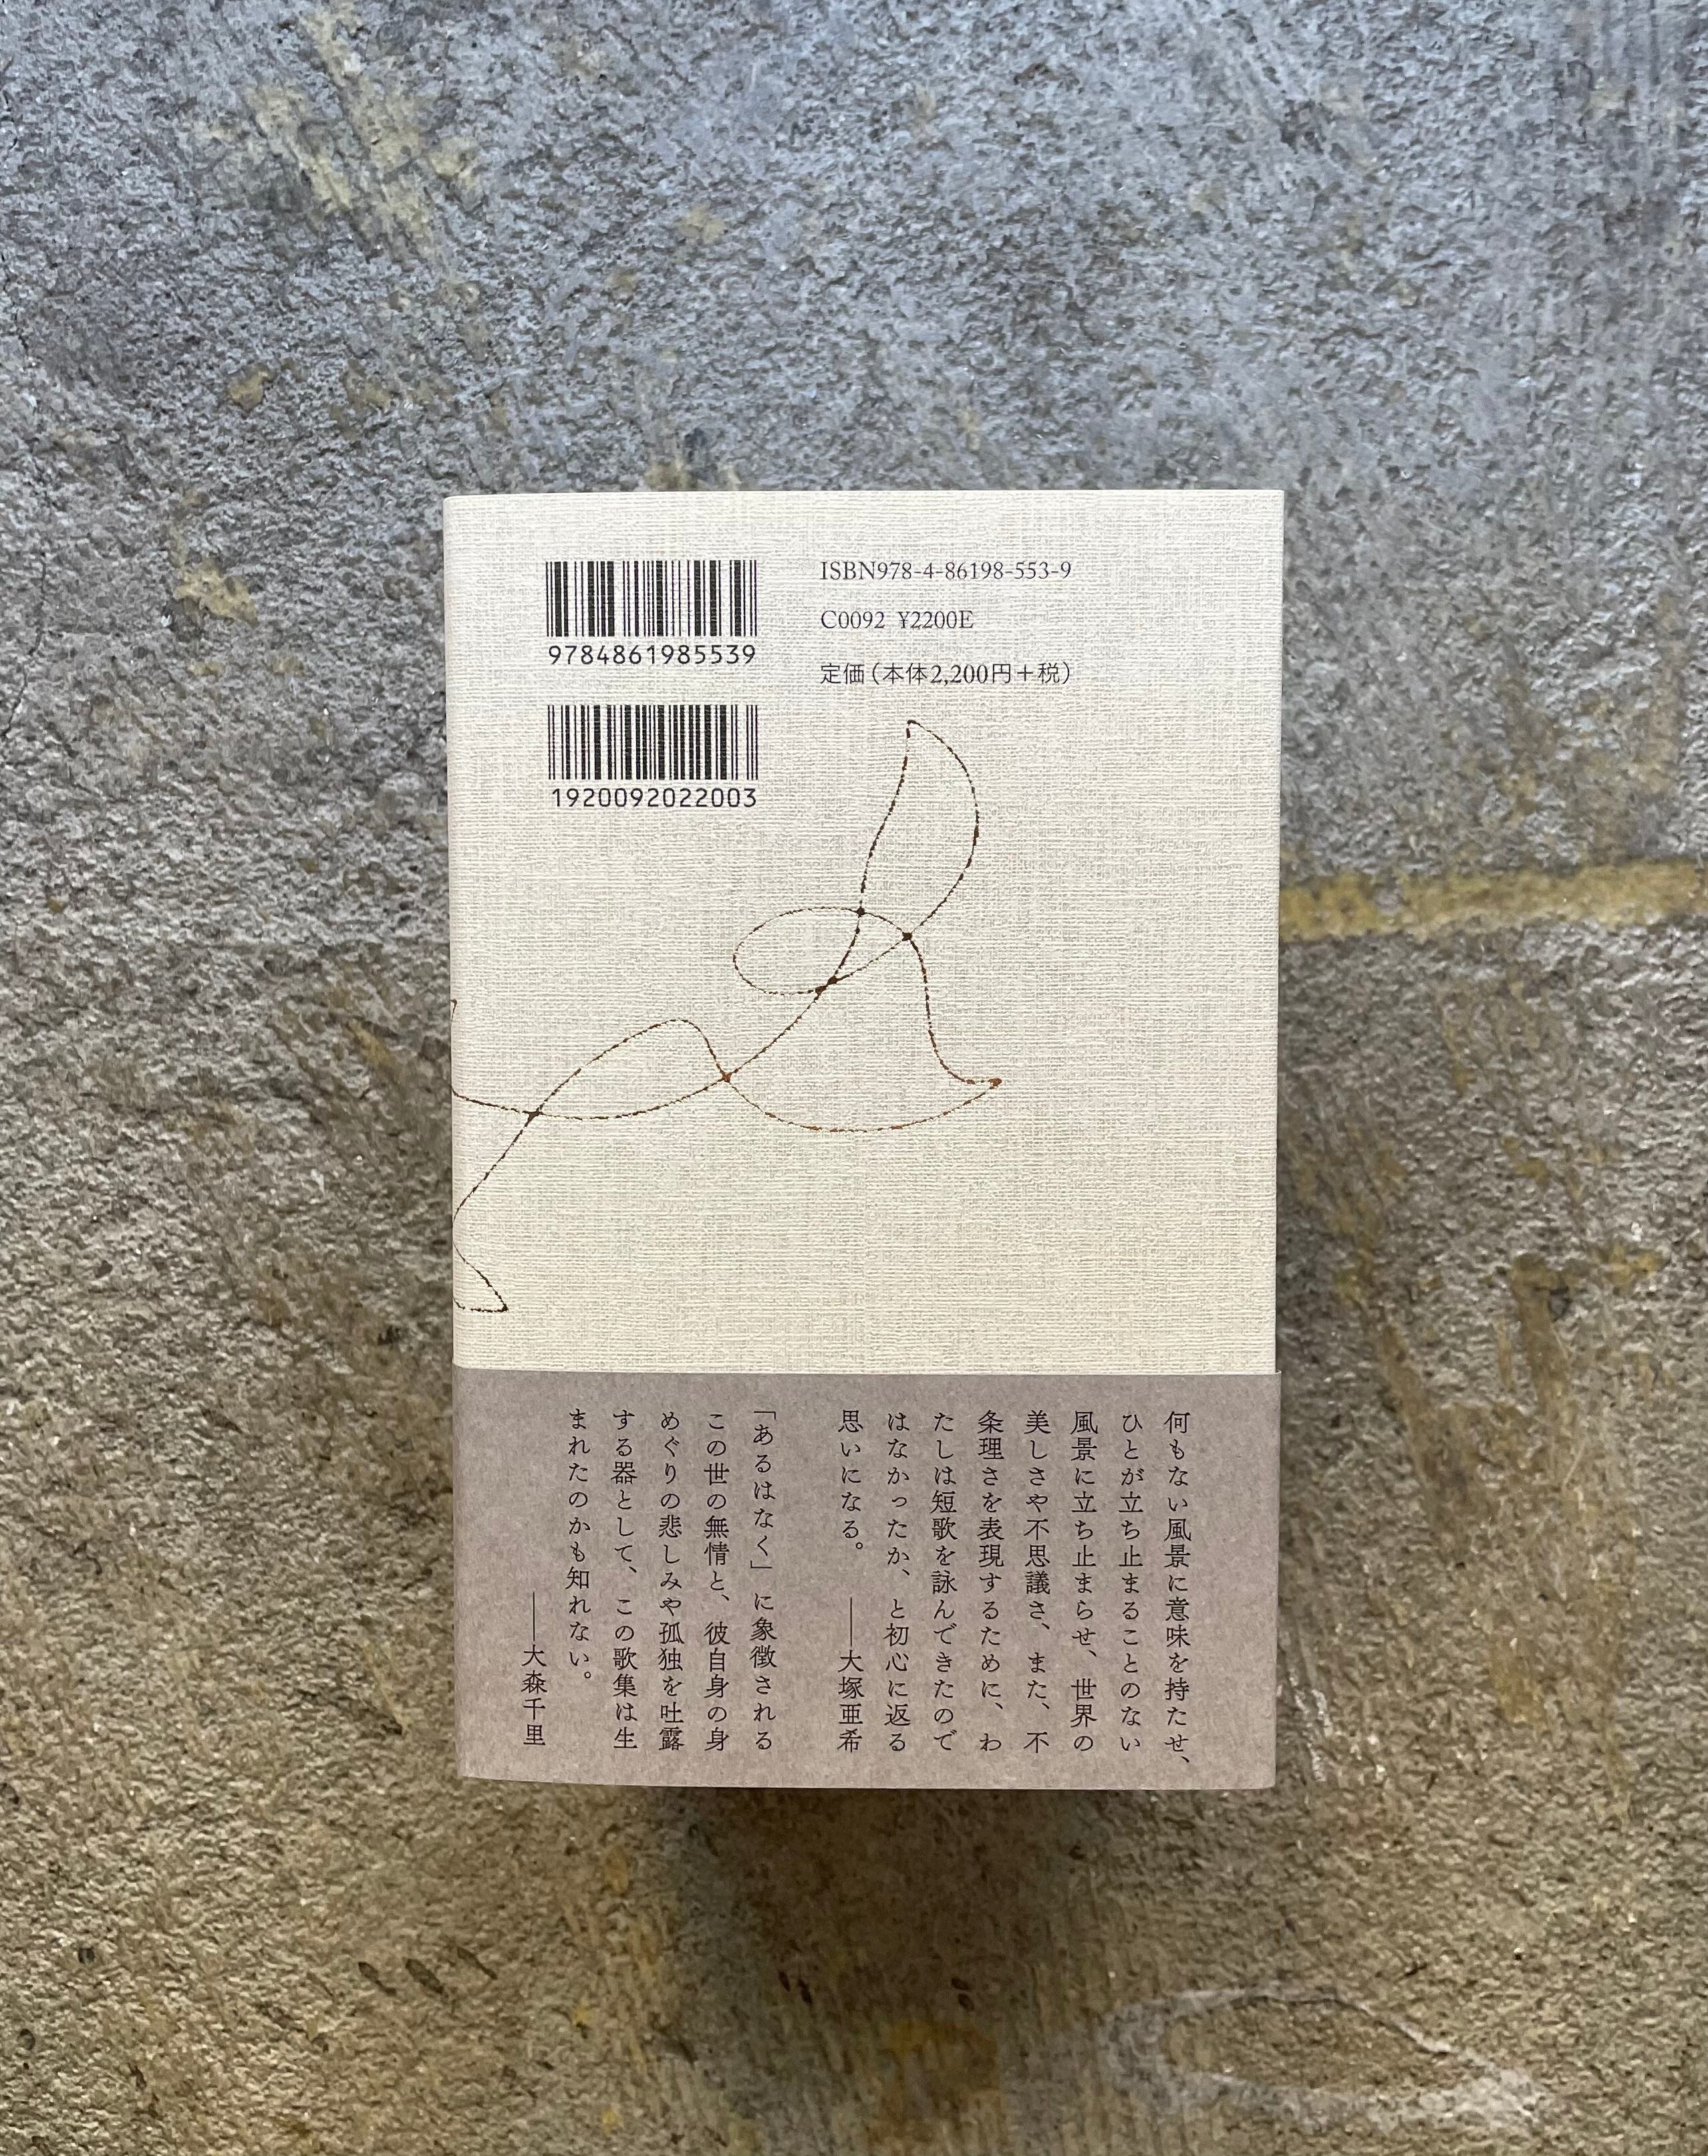 9784861985539
1920092022003
ISBN978-4-86198-553-9
C0092 ¥2200E
定価(本体2,200円+税)
何もない風景に意味を持たせ、
ひとが立ち止まることのない
風景に立ち止まらせ、世界の
美しさや不思議さ、また、不
条理さを表現するために、わ
たしは短歌を詠んできたので
はなかったか、と初心に返る
思いになる。 ──大塚亜希
「あるはなく」に象徴される
この世の無情と、彼自身の身
めぐりの悲しみや孤独を吐露
する器として、この歌集は生
まれたのかも知れない。
──大森千里